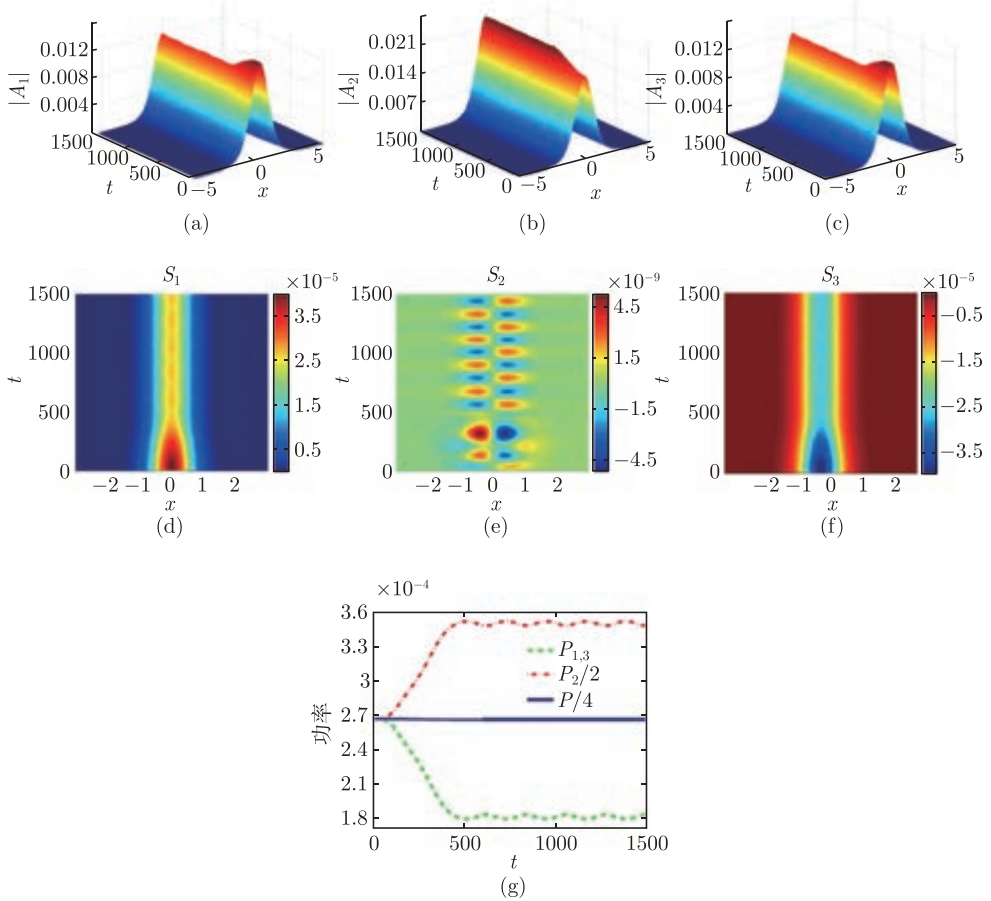 |A₁|
0.012
0.008
0.004
1500
1000
500
0
t
−5
0
5
x
(a)
|A₂|
0.021
0.014
0.007
1500
1000
500
0
t
−5
0
5
x
(b)
|A₃|
0.012
0.008
0.004
1500
1000
500
0
t
−5
0
5
x
(c)
S₁
×10⁻⁵
1500
1000
500
0
t
−2 −1 0 1 2
x
3.5
2.5
1.5
0.5
(d)
S₂
×10⁻⁹
1500
1000
500
0
t
−2 −1 0 1 2
x
4.5
1.5
−1.5
−4.5
(e)
S₃
×10⁻⁵
1500
1000
500
0
t
−2 −1 0 1 2
x
−0.5
−1.5
−2.5
−3.5
(f)
×10⁻⁴
3.6
3.3
3
2.7
2.4
2.1
1.8
功率
P₁,₃
P₂/2
P/4
0 500 1000 1500
t
(g)